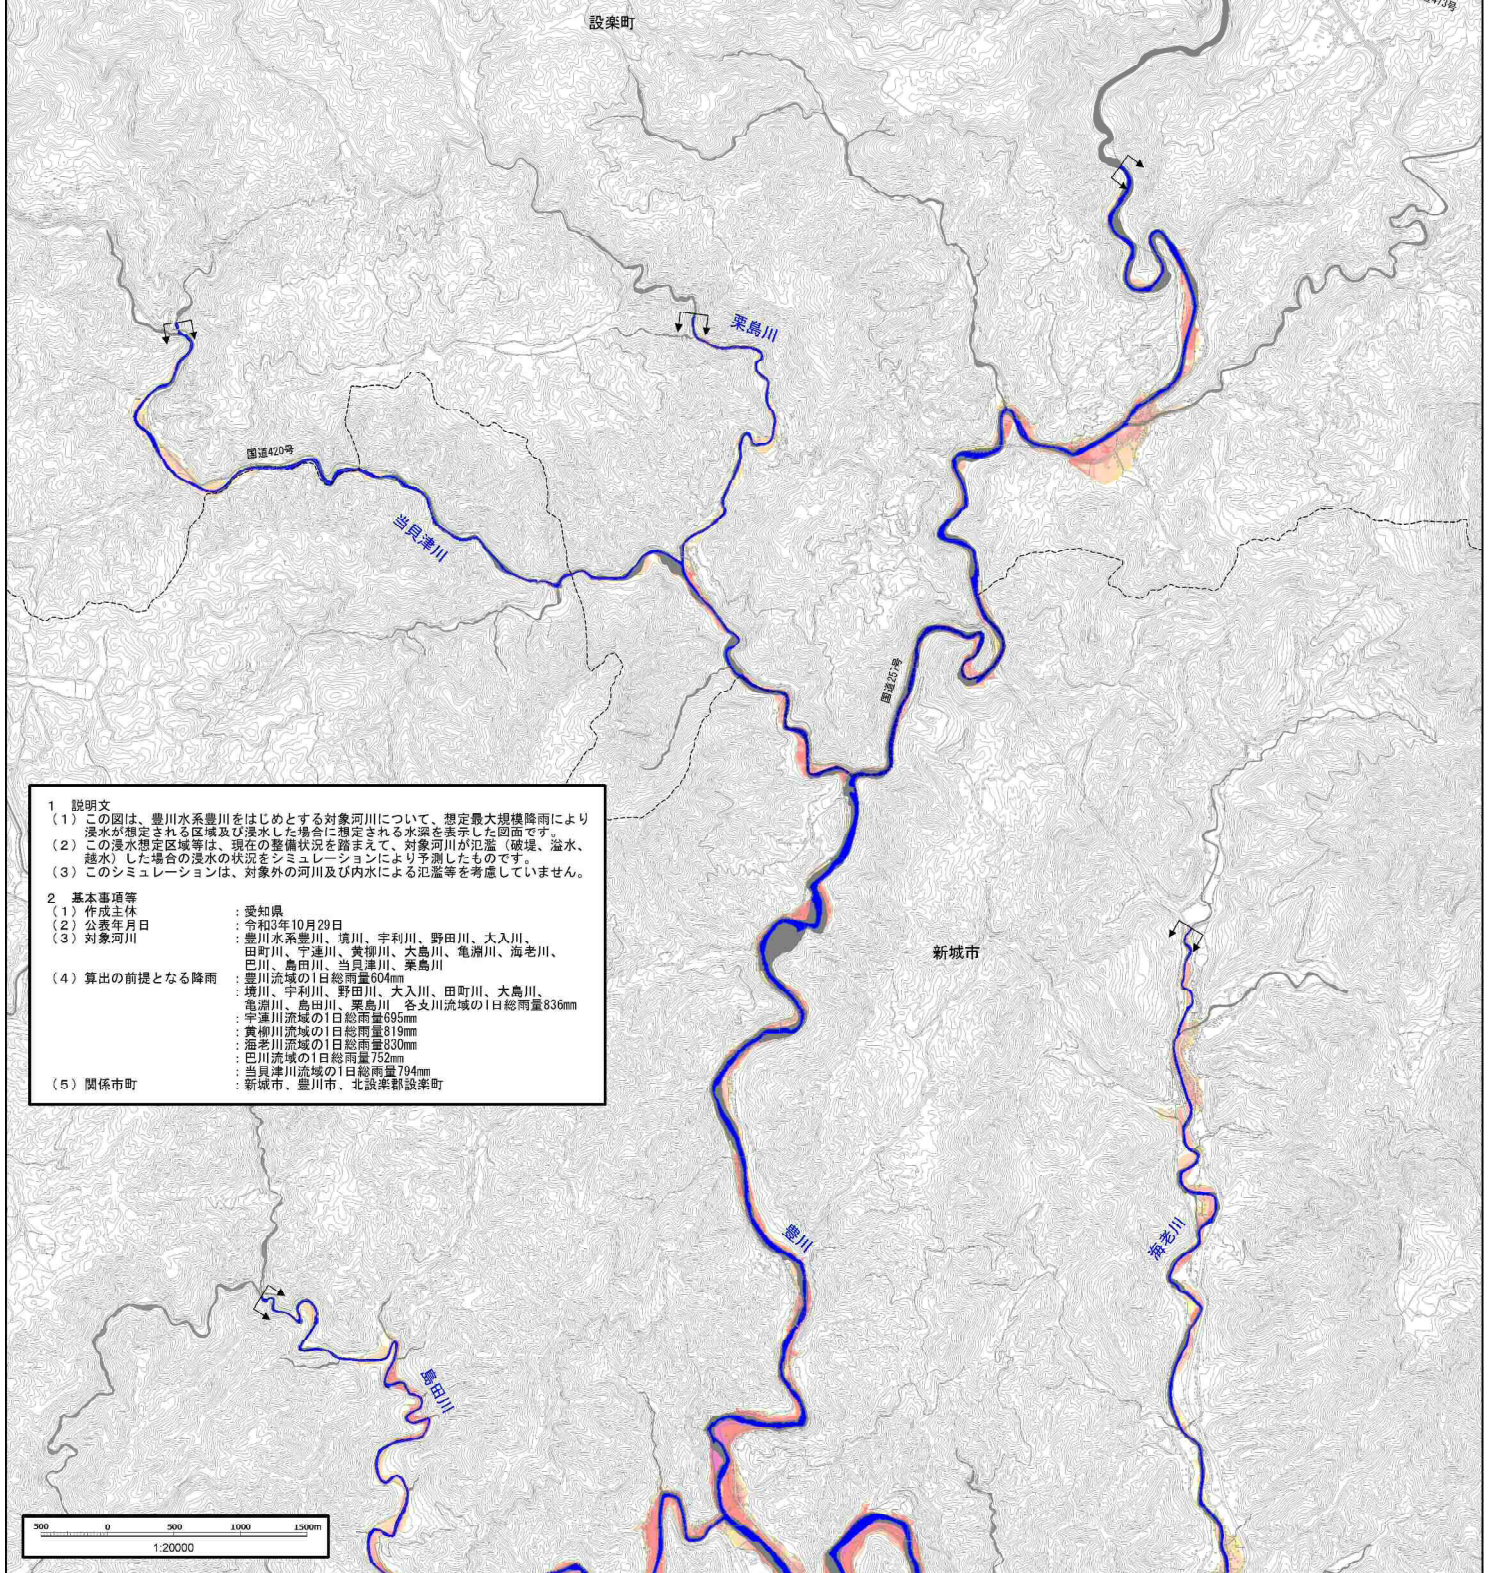 設楽町
栗島川
国道420号
当貝津川
国道257号
1 説明文
（1）この図は、豊川水系豊川をはじめとする対象河川について、想定最大規模降雨により
浸水が想定される区域及び浸水した場合に想定される水深を表示した図面です。
（2）この浸水想定区域等は、現在の整備状況を踏まえて、対象河川が氾濫（破堤、溢水、
越水）した場合の浸水の状況をシミュレーションにより予測したものです。
（3）このシミュレーションは、対象外の河川及び内水による氾濫等を考慮していません。
2 基本事項等
（1）作成主体 ：愛知県
（2）公表年月日 ：令和3年10月29日
（3）対象河川 ：豊川水系豊川、境川、宇利川、野田川、大入川、
田町川、宇連川、黄柳川、大島川、亀淵川、海老川、
巴川、島田川、当貝津川、栗島川
（4）算出の前提となる降雨 ：豊川流域の1日総雨量604mm
：境川、宇利川、野田川、大入川、田町川、大島川、
亀淵川、島田川、栗島川 各支川流域の1日総雨量836mm
：宇連川流域の1日総雨量695mm
：黄柳川流域の1日総雨量819mm
：海老川流域の1日総雨量830mm
：巴川流域の1日総雨量752mm
：当貝津川流域の1日総雨量794mm
（5）関係市町 ：新城市、豊川市、北設楽郡設楽町
新城市
豊川
海老川
島田川
500 0 500 1000 1500m
1:20000